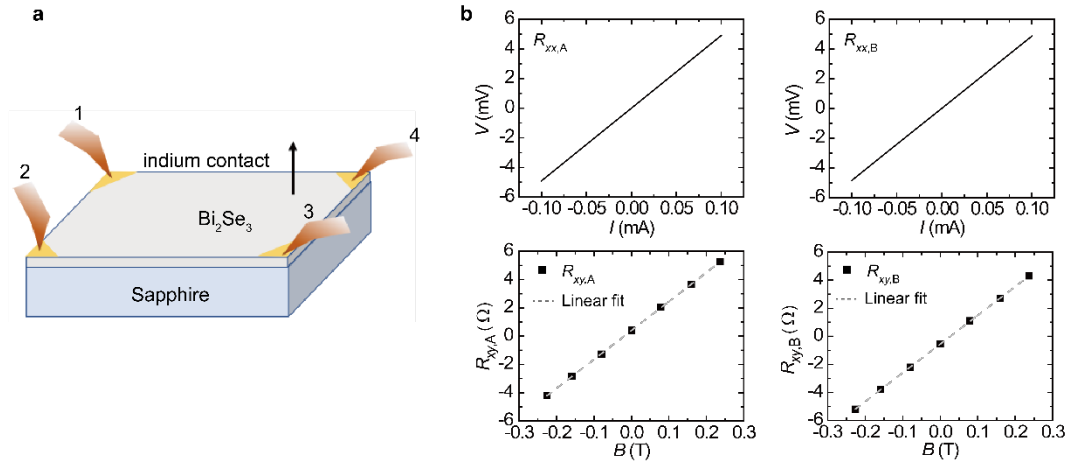 a
1
indium contact
4
2
Bi2Se3
3
Sapphire
b
Rxx,A
V (mV)
6
4
2
0
-2
-4
-6
-0.10 -0.05 0.00 0.05 0.10
I (mA)
Rxx,B
V (mV)
6
4
2
0
-2
-4
-6
-0.10 -0.05 0.00 0.05 0.10
I (mA)
Rxy,A
Linear fit
Rxy,A (Ω)
6
4
2
0
-2
-4
-6
-0.3 -0.2 -0.1 0.0 0.1 0.2 0.3
B (T)
Rxy,B
Linear fit
Rxy,B (Ω)
6
4
2
0
-2
-4
-6
-0.3 -0.2 -0.1 0.0 0.1 0.2 0.3
B (T)